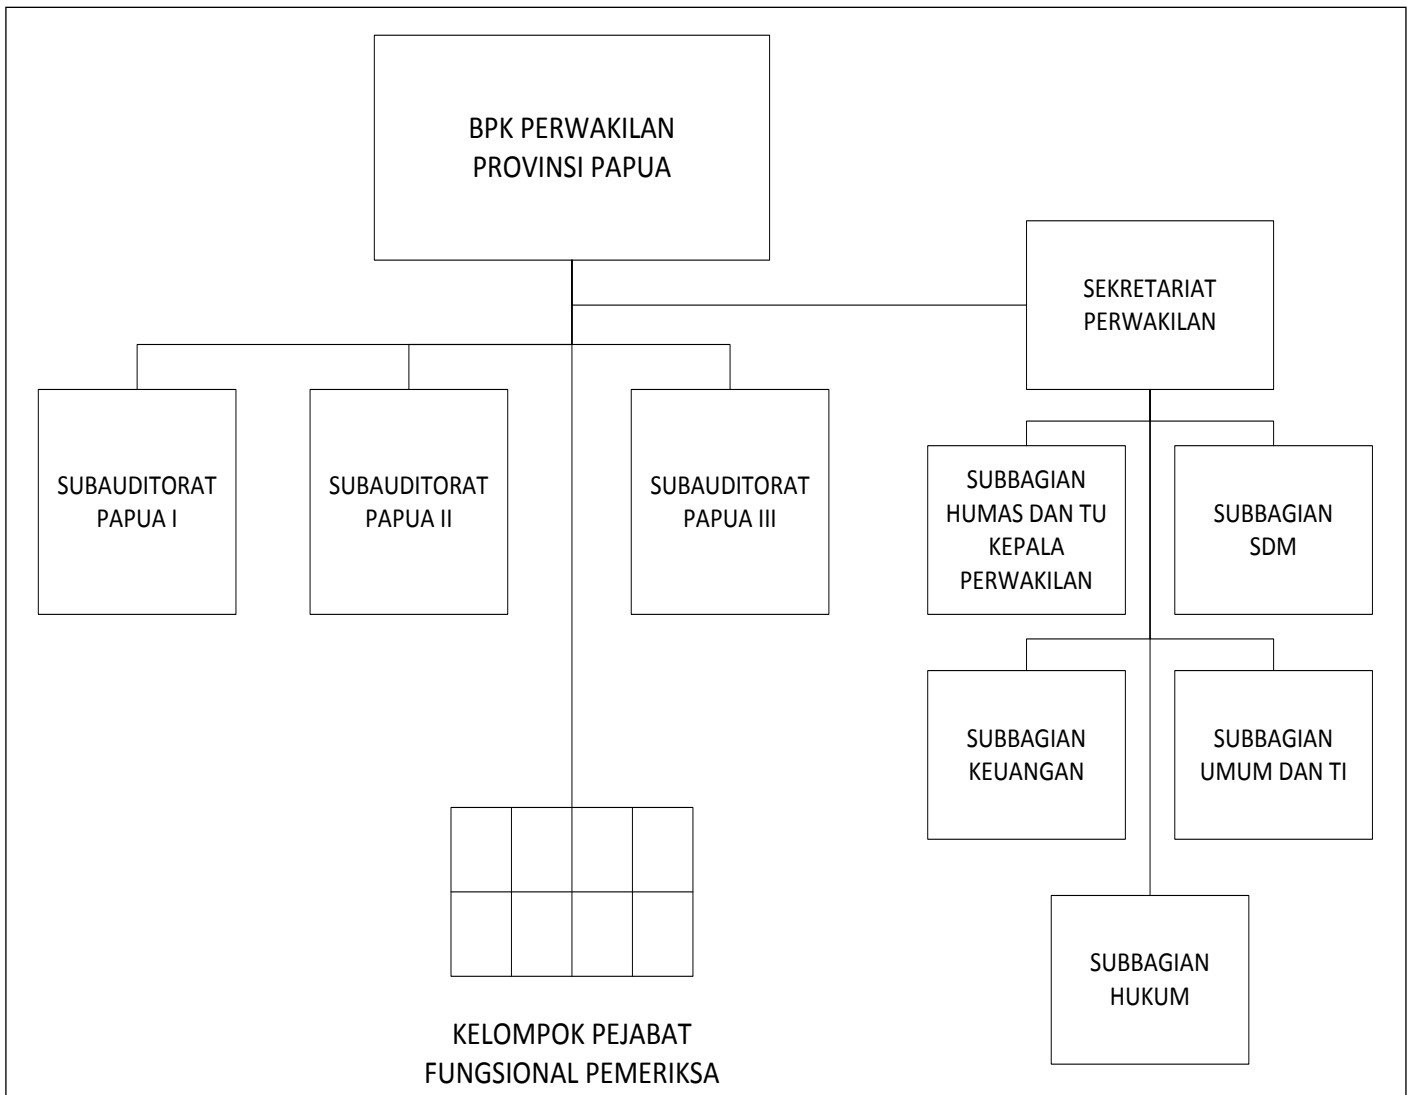 BPK PERWAKILAN
PROVINSI PAPUA
SEKRETARIAT
PERWAKILAN
SUBAUDITORAT
PAPUA I
SUBAUDITORAT
PAPUA II
SUBAUDITORAT
PAPUA III
SUBBAGIAN
HUMAS DAN TU
KEPALA
PERWAKILAN
SUBBAGIAN
SDM
SUBBAGIAN
KEUANGAN
SUBBAGIAN
UMUM DAN TI
SUBBAGIAN
HUKUM
KELOMPOK PEJABAT
FUNGSIONAL PEMERIKSA